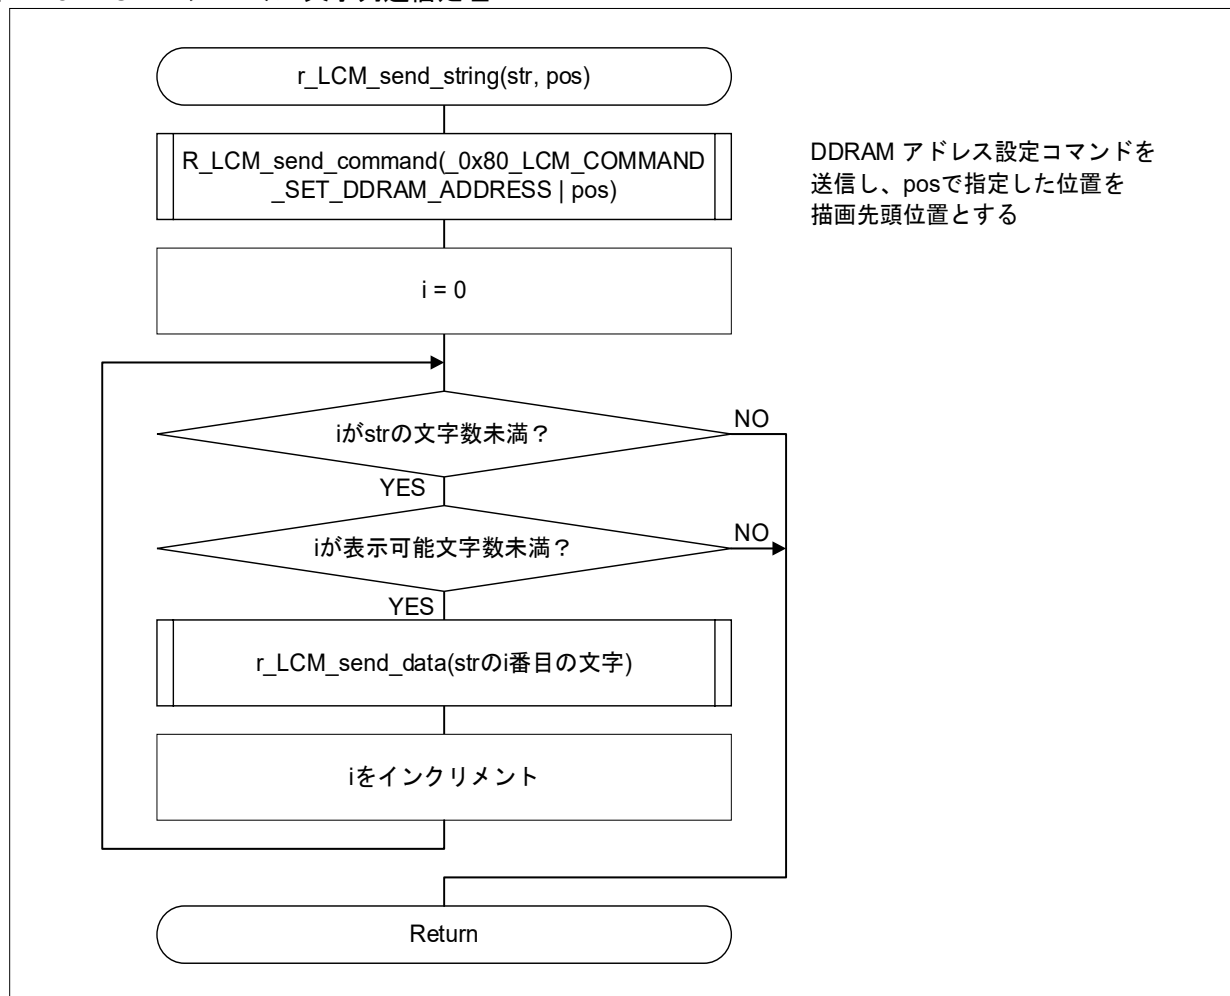 r_LCM_send_string(str, pos)
R_LCM_send_command(_0x80_LCM_COMMAND
_SET_DDRAM_ADDRESS | pos)
DDRAM アドレス設定コマンドを
送信し、posで指定した位置を
描画先頭位置とする
i = 0
iがstrの文字数未満？
NO
YES
iが表示可能文字数未満？
NO
YES
r_LCM_send_data(strのi番目の文字)
iをインクリメント
Return